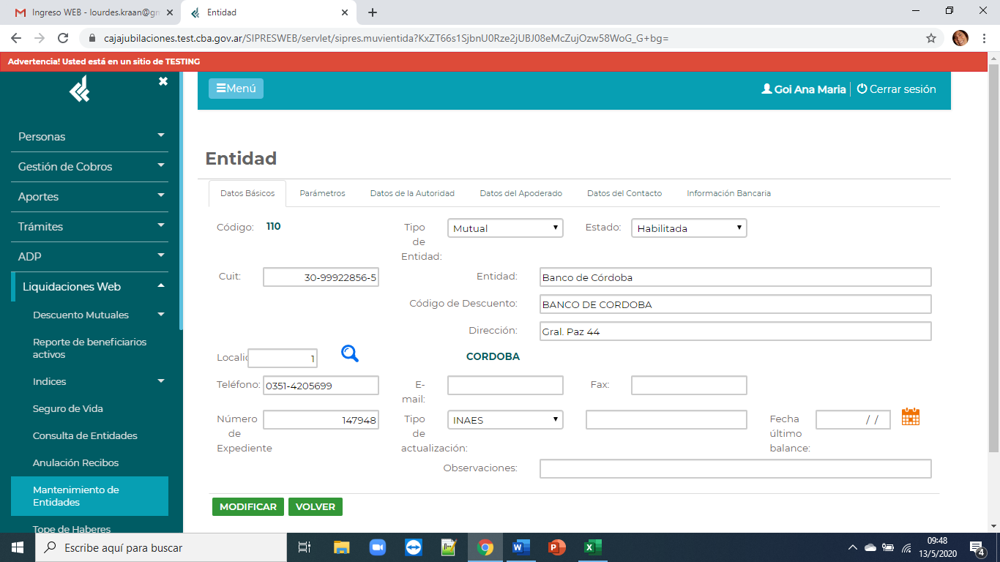 Ingreso WEB - lourdes.kraan@gm
Entidad
cajajubilaciones.test.cba.gov.ar/SIPRESWEB/servlet/sipres.muvientida?KxZT66s1SjbnU0Rze2jUBJ08eMcZujOzw58WoG_G+bg=
Advertencia! Usted está en un sitio de TESTING
Menú
Goi Ana Maria
Cerrar sesión
Personas
Gestión de Cobros
Aportes
Trámites
ADP
Liquidaciones Web
Descuento Mutuales
Reporte de beneficiarios
activos
Indices
Seguro de Vida
Consulta de Entidades
Anulación Recibos
Mantenimiento de
Entidades
Tope de Haberes
Entidad
Datos Básicos
Parámetros
Datos de la Autoridad
Datos del Apoderado
Datos del Contacto
Información Bancaria
Código: 110
Tipo de Entidad: Mutual
Estado: Habilitada
Cuit: 30-99922856-5
Entidad: Banco de Córdoba
Código de Descuento: BANCO DE CORDOBA
Dirección: Gral. Paz 44
Localic 1
CORDOBA
Teléfono: 0351-4205699
E-mail:
Fax:
Número de Expediente 147948
Tipo de actualización: INAES
Fecha último balance: / /
Observaciones:
MODIFICAR
VOLVER
Escribe aquí para buscar
09:48
13/5/2020
4